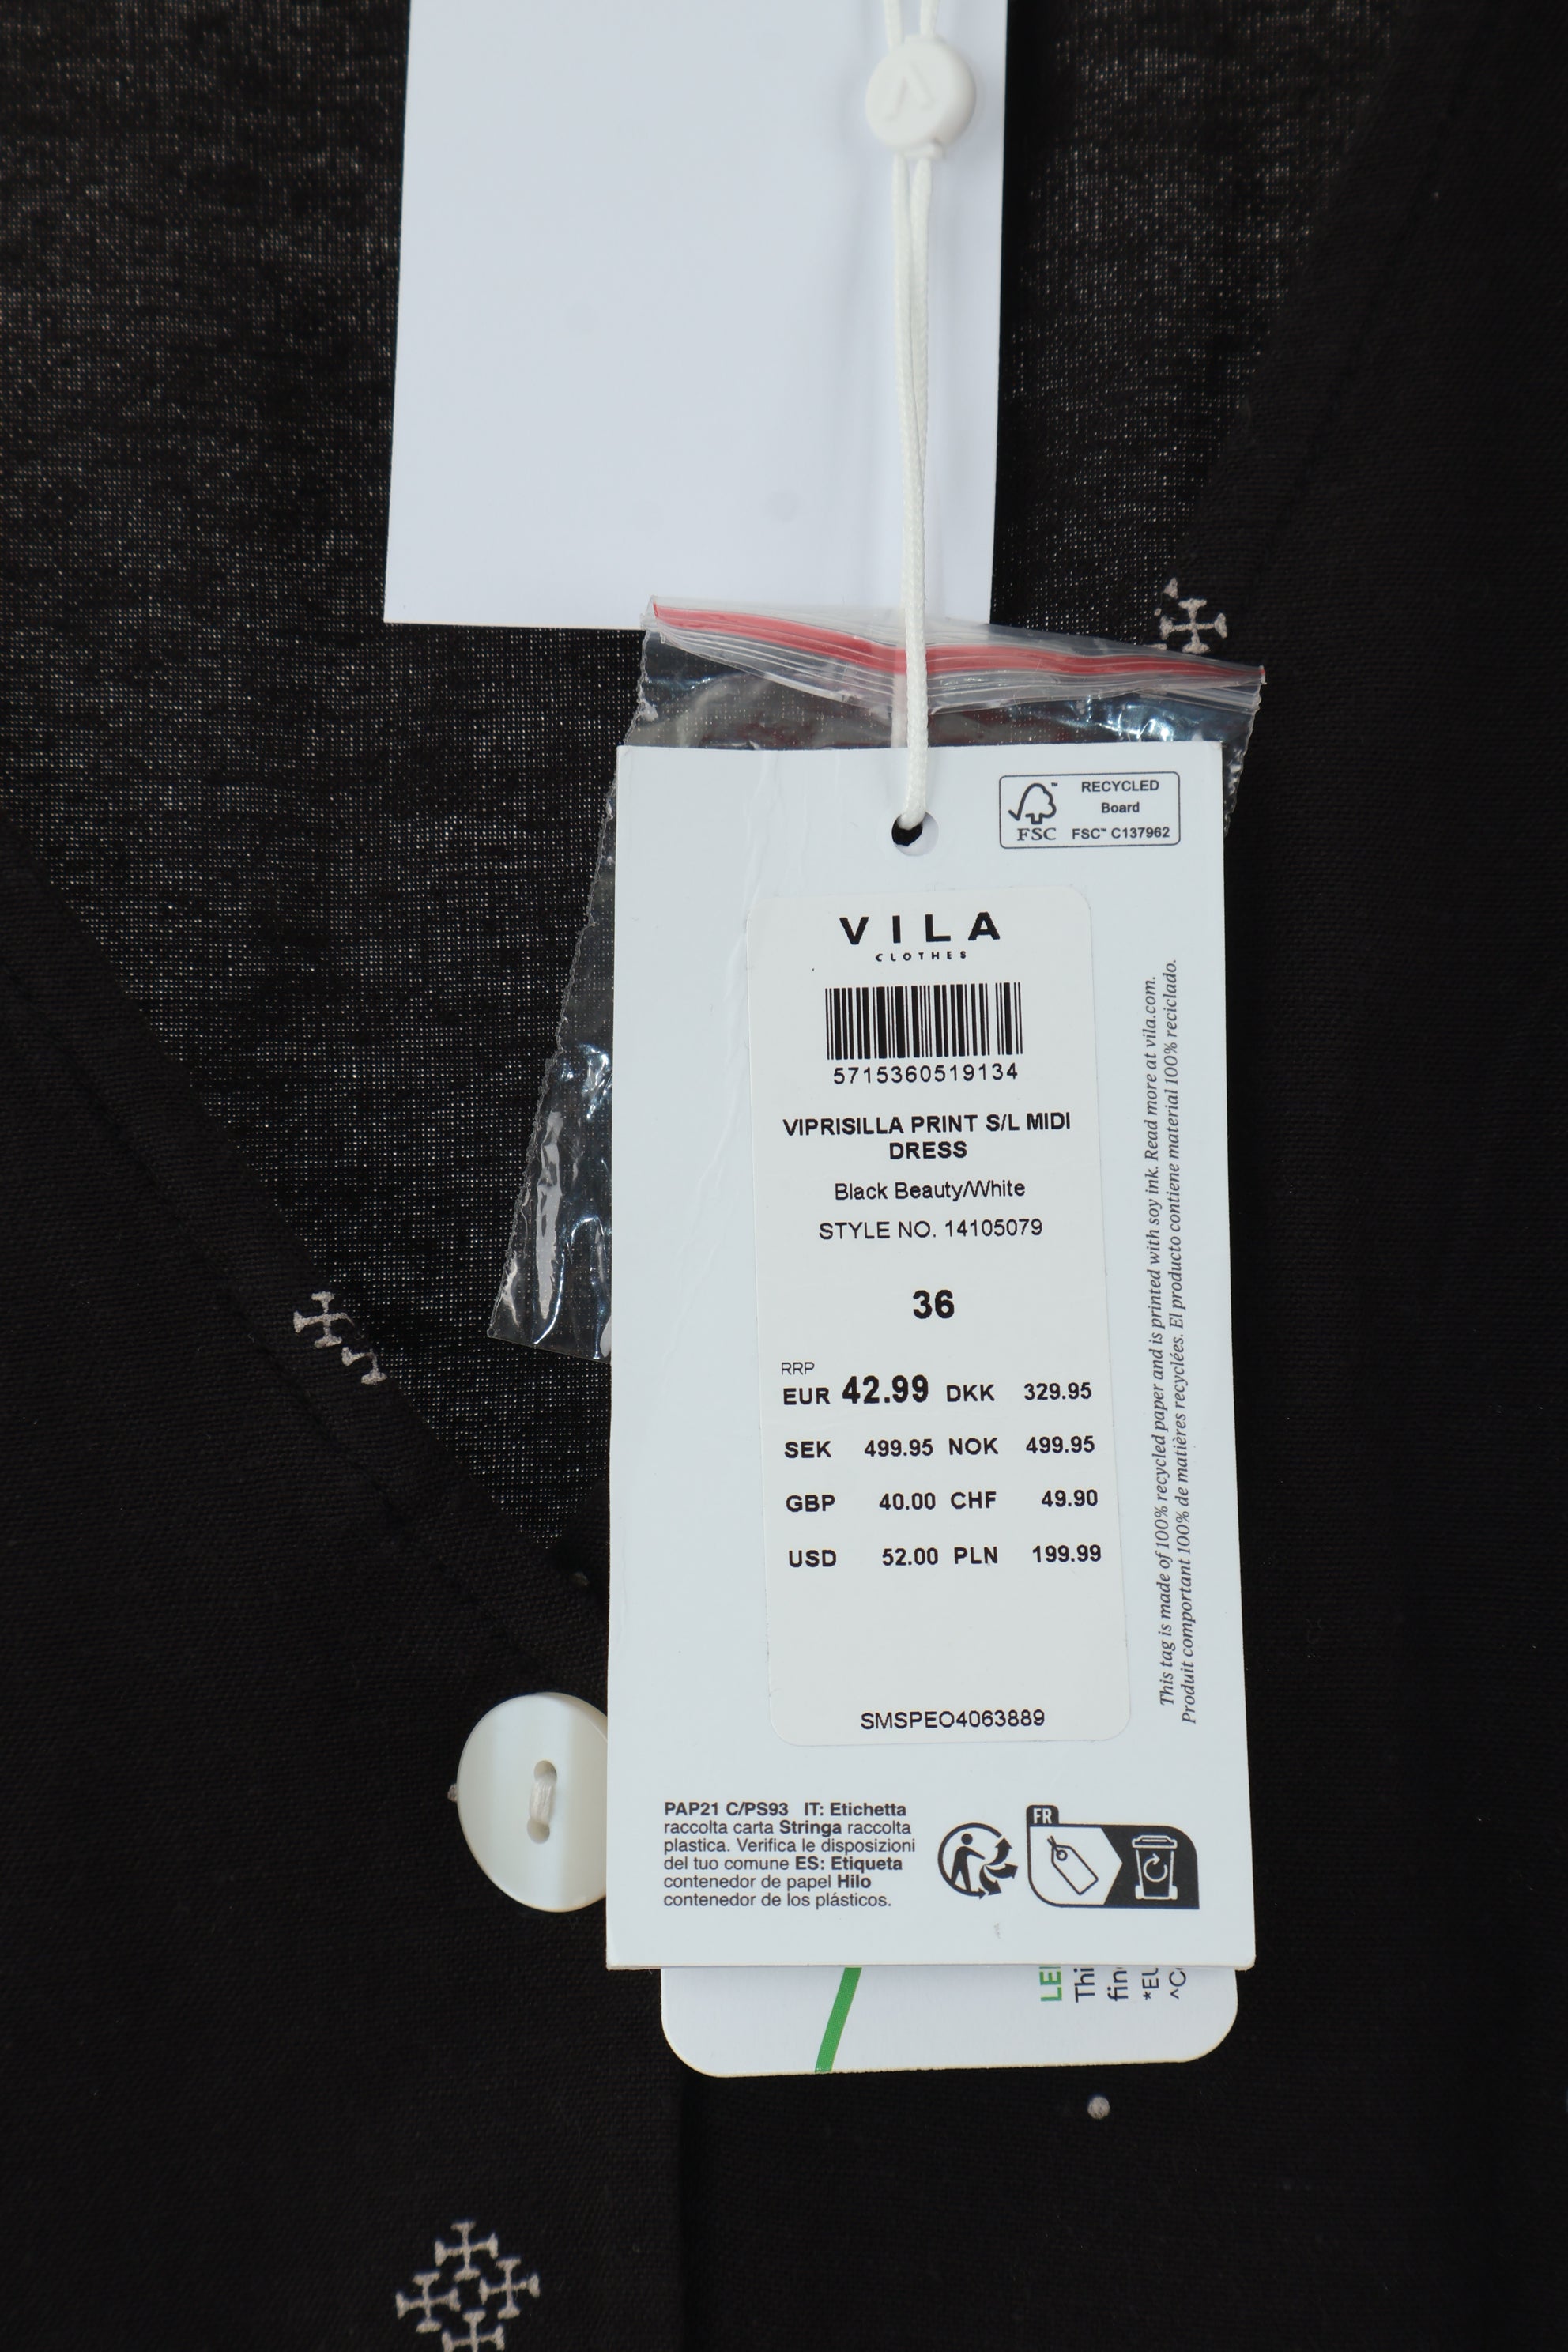 RECYCLED
Board
FSC™ C137962
FSC
VILA
CLOTHES
5715360519134
VIPRISILLA PRINT S/L MIDI
DRESS
Black Beauty/White
STYLE NO. 14105079
36
RRP
EUR 42.99 DKK 329.95
SEK 499.95 NOK 499.95
GBP 40.00 CHF 49.90
USD 52.00 PLN 199.99
SMSPEO4063889
This tag is made of 100% recycled paper and is printed with soy ink. Read more at vila.com.
Produit comportant 100% de matières recyclées. El producto contiene material 100% reciclado.
PAP21 C/PS93 IT: Etichetta
raccolta carta Stringa raccolta
plastica. Verifica le disposizioni
del tuo comune ES: Etiqueta
contenedor de papel Hilo
contenedor de los plásticos.
FR